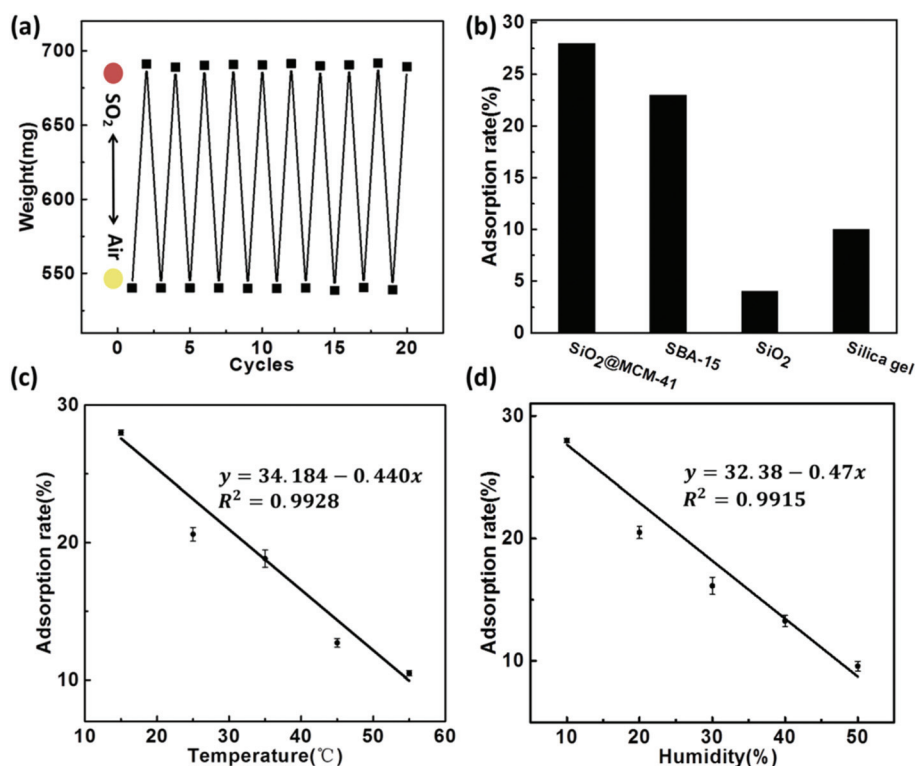 (a)
700
650
600
550
Weight(mg)
SO2
Air
0
5
10
15
20
Cycles
(b)
30
25
20
15
10
5
0
Adsorption rate(%)
SiO2@MCM-41
SBA-15
SiO2
Silica gel
(c)
30
20
10
Adsorption rate(%)
y = 34.184−0.440x
R² = 0.9928
10
20
30
40
50
60
Temperature(℃)
(d)
30
20
10
Adsorption rate(%)
y = 32.38−0.47x
R² = 0.9915
10
20
30
40
50
Humidity(%)